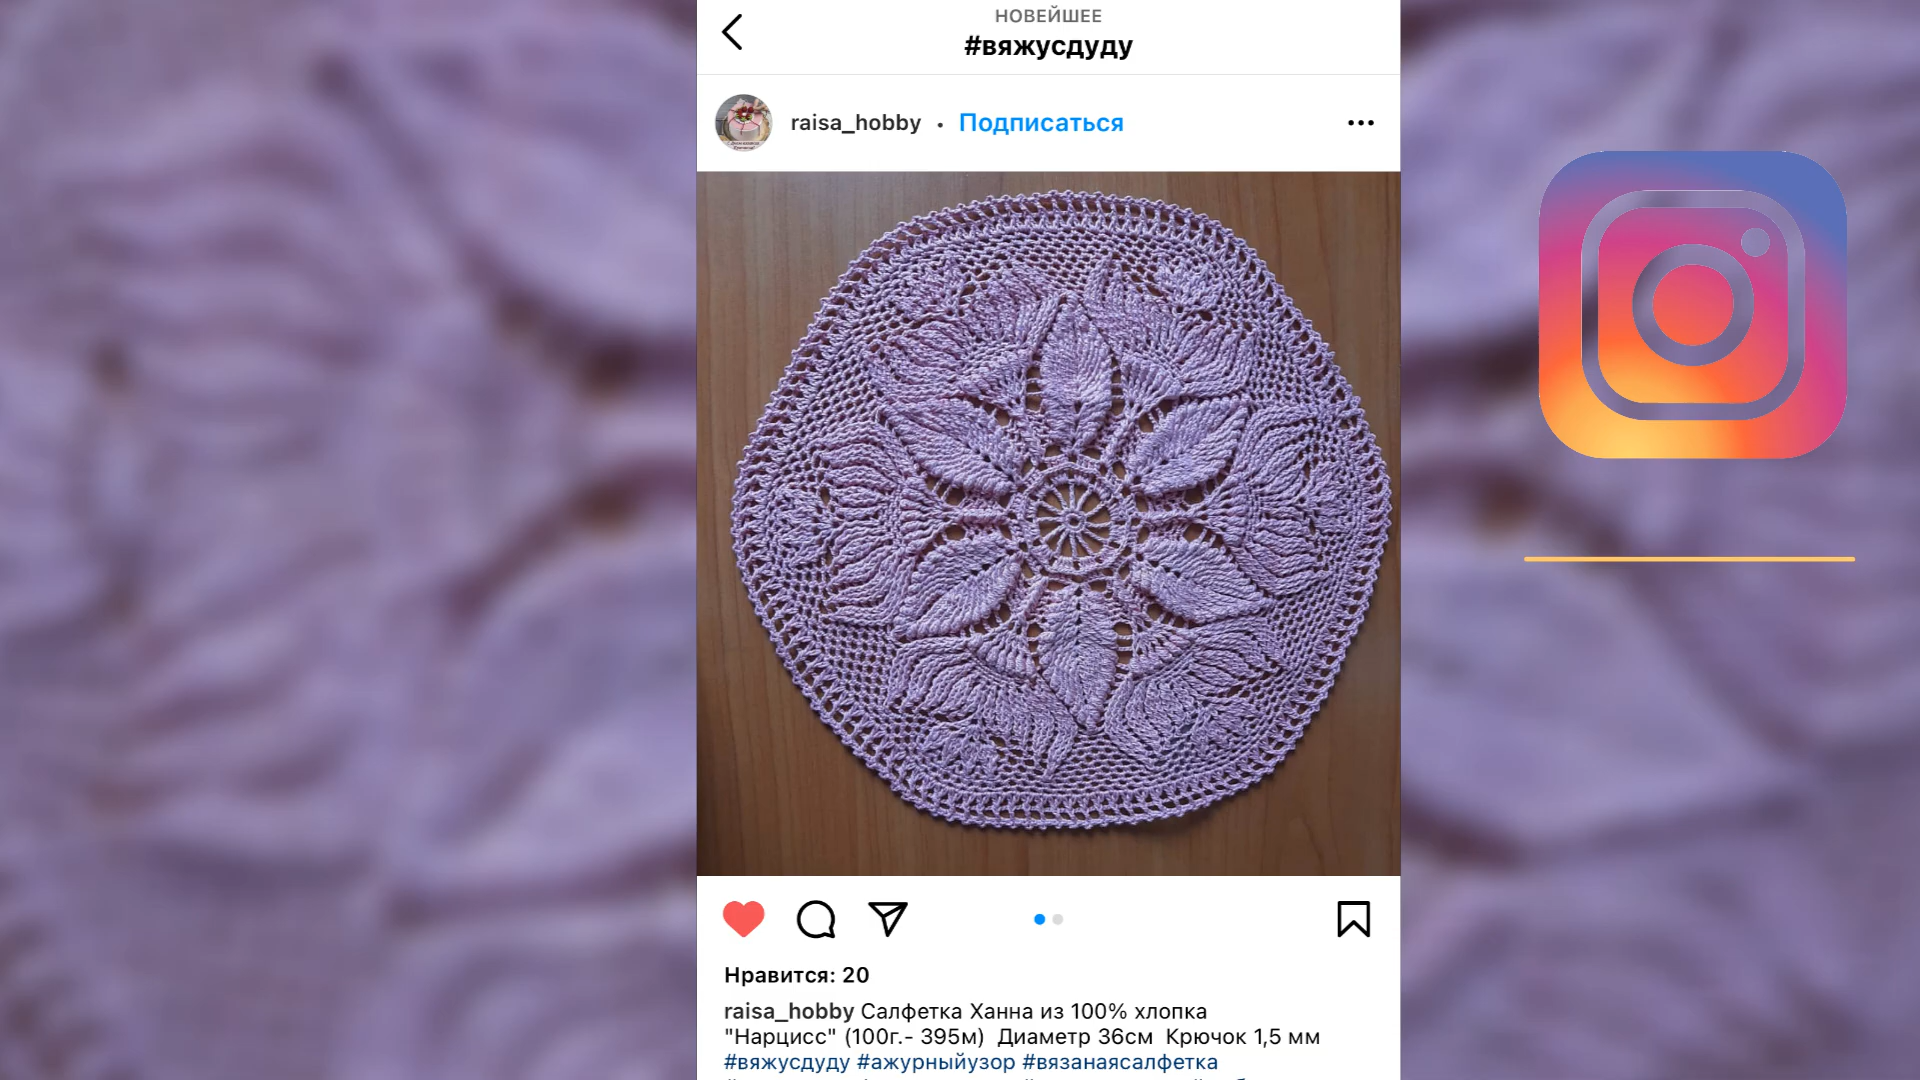 НОВЕЙШЕЕ
#вяжусдуду
raisa_hobby • Подписаться
Нравится: 20
raisa_hobby Салфетка Ханна из 100% хлопка
"Нарцисс" (100г.- 395м) Диаметр 36см Крючок 1,5 мм
#вяжусдуду #ажурныйузор #вязанаясалфетка